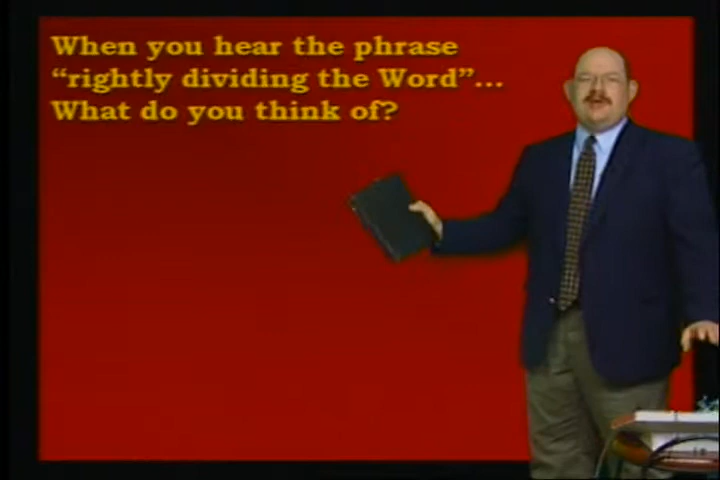 When you hear the phrase
“rightly dividing the Word”...
What do you think of?